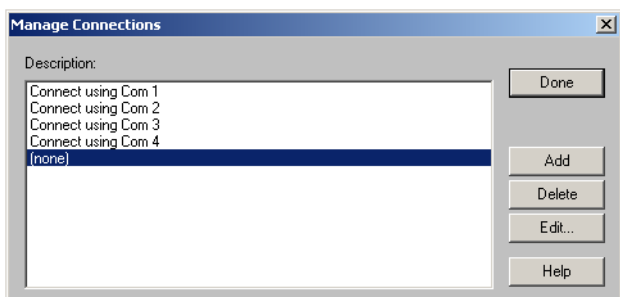 Manage Connections
Description:
Connect using Com 1
Connect using Com 2
Connect using Com 3
Connect using Com 4
(none)
Done
Add
Delete
Edit...
Help